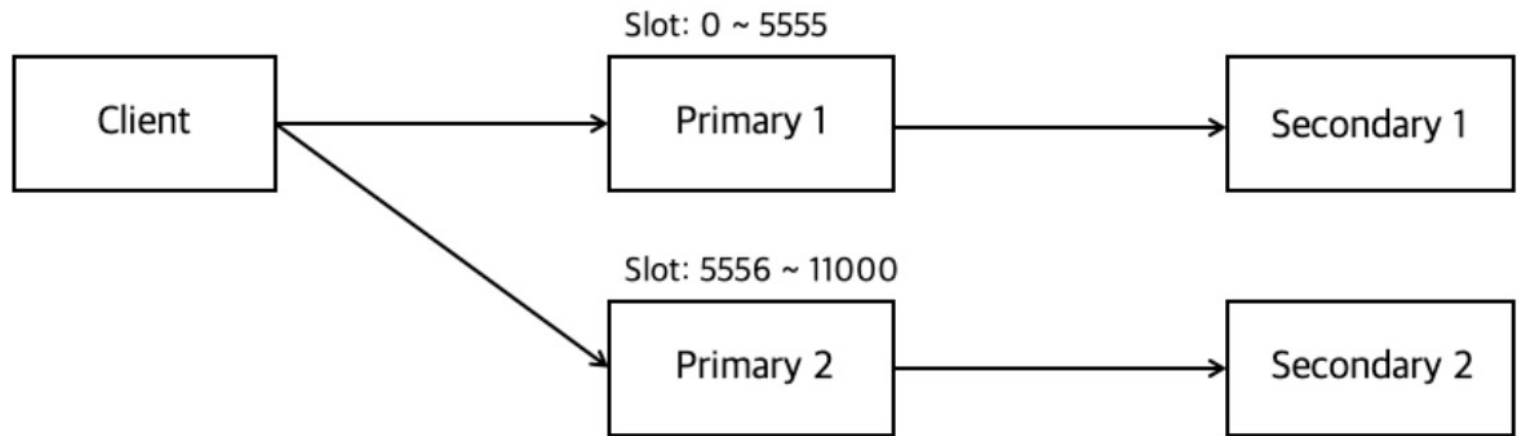 Slot: 0 ~ 5555
Client
Primary 1
Secondary 1
Slot: 5556 ~ 11000
Primary 2
Secondary 2